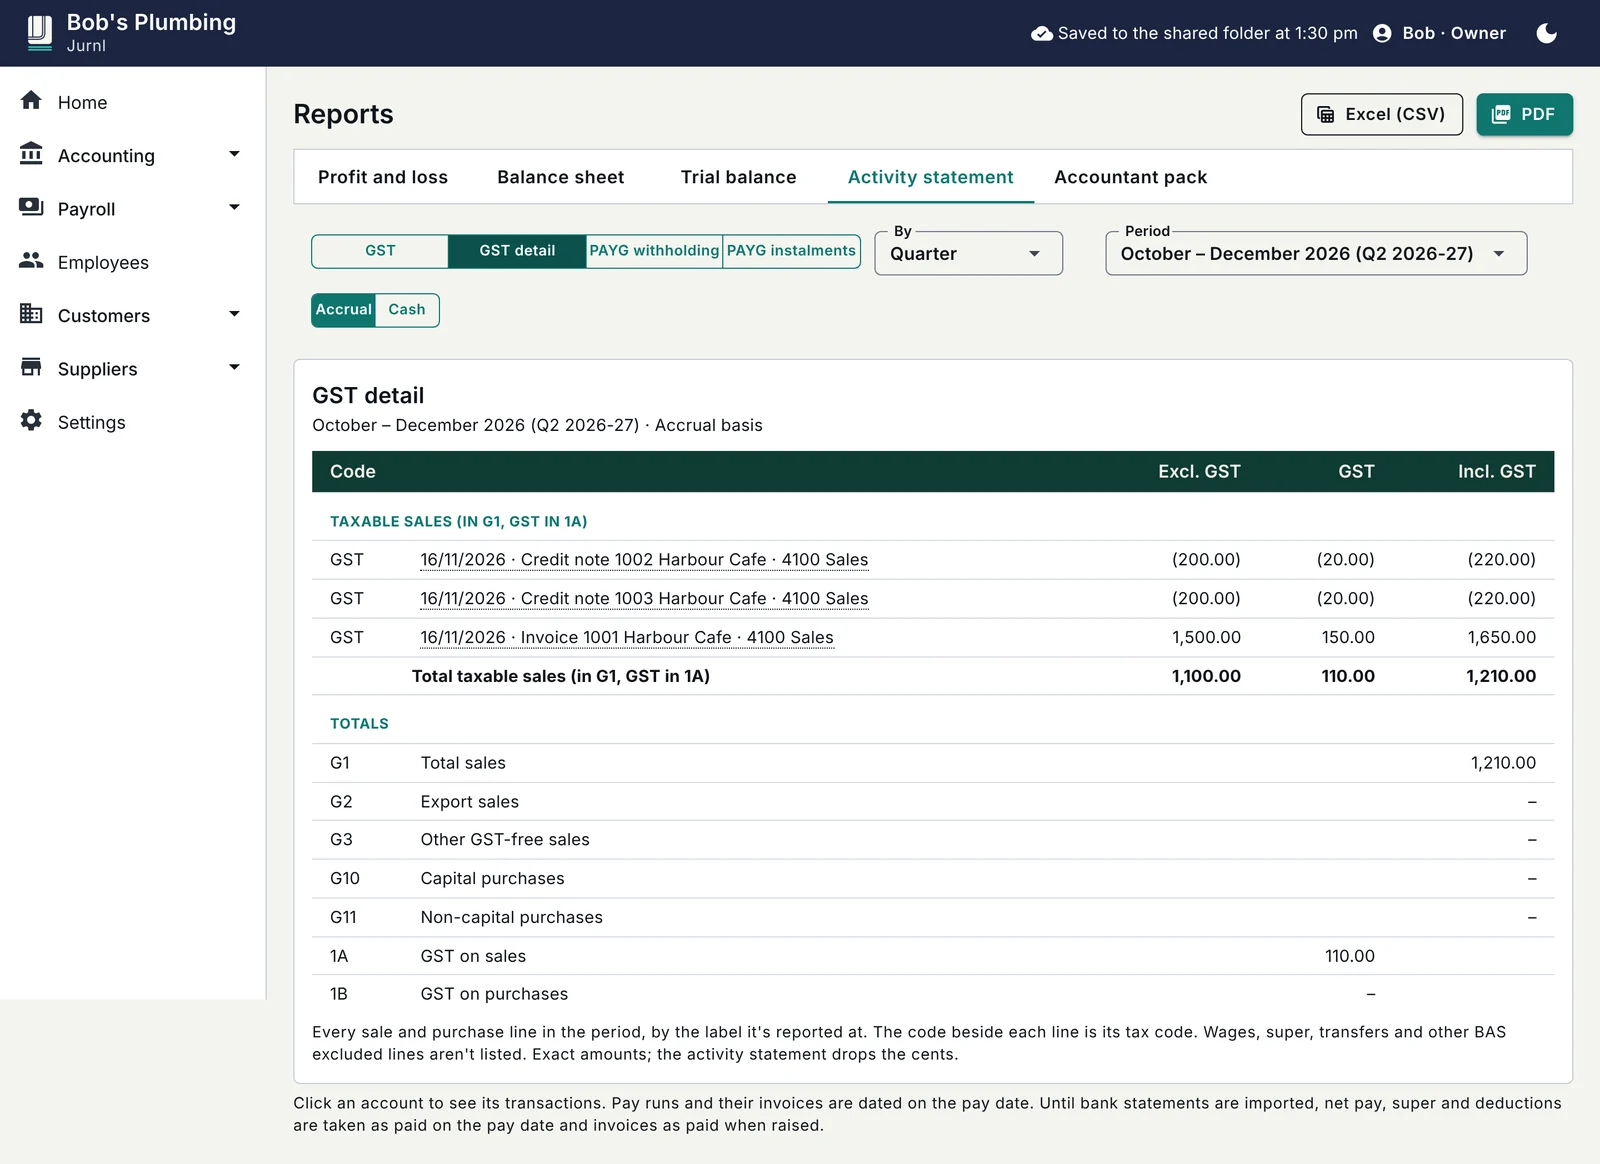 Bob's Plumbing
Jurnl
Saved to the shared folder at 1:30 pm
Bob · Owner
Home
Accounting
Payroll
Employees
Customers
Suppliers
Settings
Reports
Excel (CSV)
PDF
PDF
Profit and loss
Balance sheet
Trial balance
Activity statement
Accountant pack
GST
GST detail
PAYG withholding
PAYG instalments
By
Quarter
Period
October – December 2026 (Q2 2026-27)
Accrual
Cash
GST detail
October – December 2026 (Q2 2026-27) · Accrual basis
Code Excl. GST GST Incl. GST
TAXABLE SALES (IN G1, GST IN 1A)
GST 16/11/2026 · Credit note 1002 Harbour Cafe · 4100 Sales (200.00) (20.00) (220.00)
GST 16/11/2026 · Credit note 1003 Harbour Cafe · 4100 Sales (200.00) (20.00) (220.00)
GST 16/11/2026 · Invoice 1001 Harbour Cafe · 4100 Sales 1,500.00 150.00 1,650.00
Total taxable sales (in G1, GST in 1A) 1,100.00 110.00 1,210.00
TOTALS
G1 Total sales 1,210.00
G2 Export sales –
G3 Other GST-free sales –
G10 Capital purchases –
G11 Non-capital purchases –
1A GST on sales 110.00
1B GST on purchases –
Every sale and purchase line in the period, by the label it's reported at. The code beside each line is its tax code. Wages, super, transfers and other BAS
excluded lines aren't listed. Exact amounts; the activity statement drops the cents.
Click an account to see its transactions. Pay runs and their invoices are dated on the pay date. Until bank statements are imported, net pay, super and deductions
are taken as paid on the pay date and invoices as paid when raised.